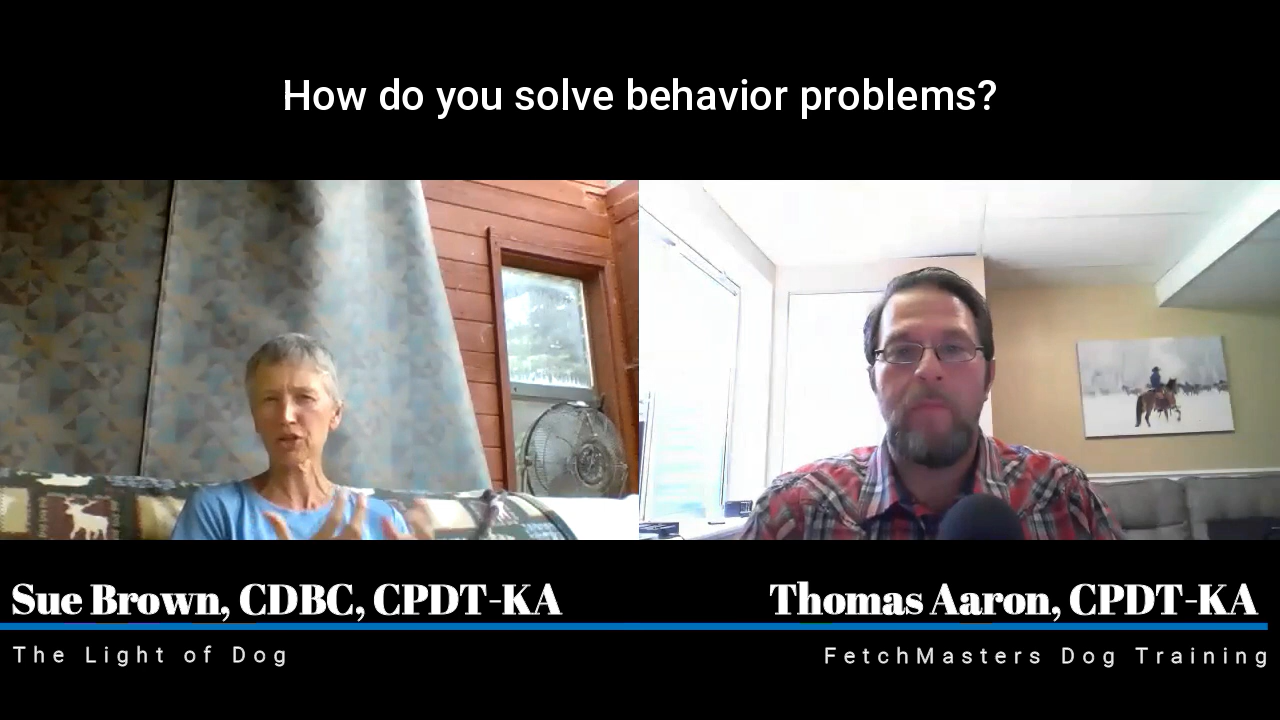 How do you solve behavior problems?
Sue Brown, CDBC, CPDT-KA
Thomas Aaron, CPDT-KA
The Light of Dog
FetchMasters Dog Training